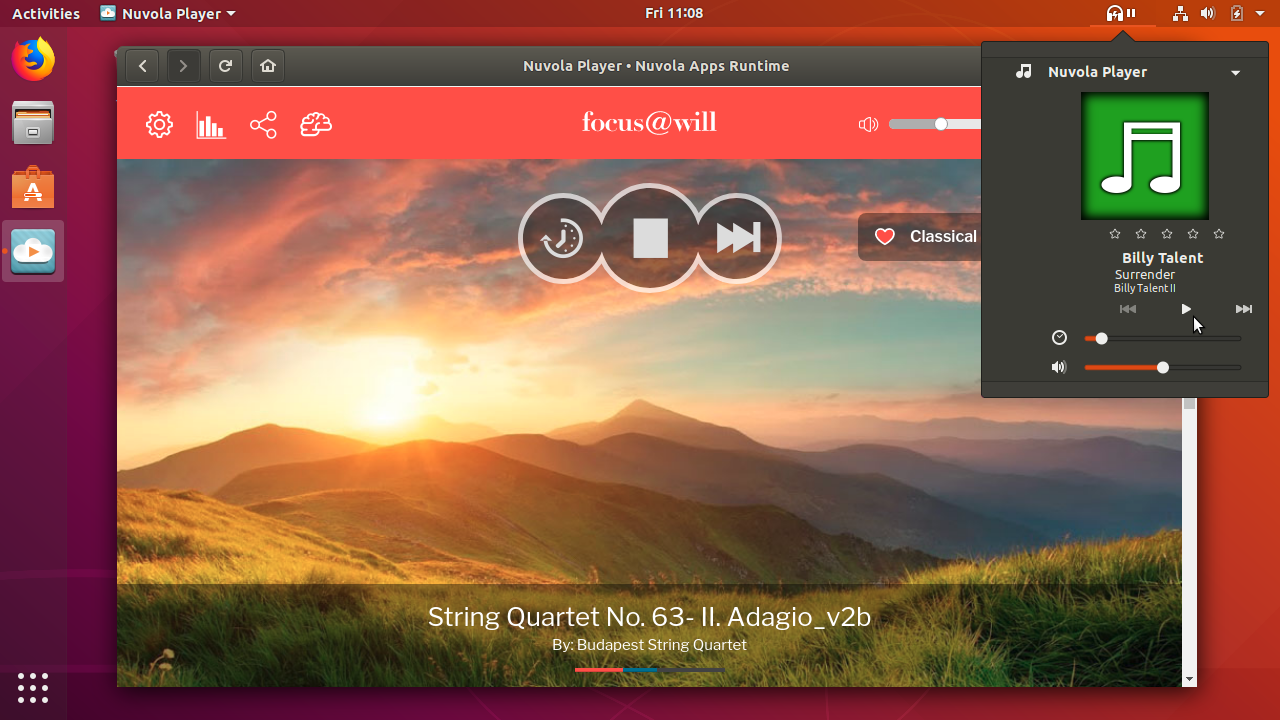 Activities
Nuvola Player
Fri 11:08
Nuvola Player • Nuvola Apps Runtime
focus@will
Classical
Nuvola Player
Billy Talent
Surrender
Billy Talent II
String Quartet No. 63- II. Adagio_v2b
By: Budapest String Quartet